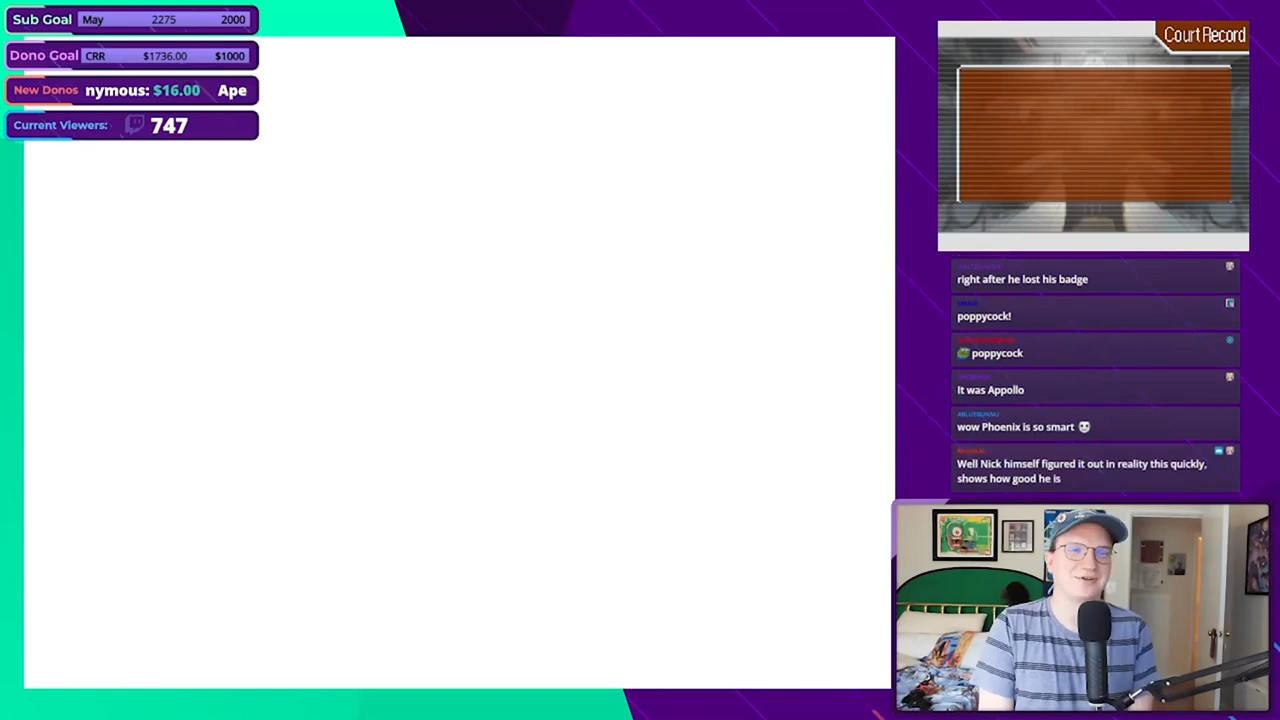 Sub Goal May 2275 2000
Dono Goal CRR $1736.00 $1000
New Donos nymous: $16.00 Ape
Current Viewers: 747
Court Record
right after he lost his badge
poppycock!
poppycock
It was Appollo
ABLUEBUNNU
wow Phoenix is so smart
Well Nick himself figured it out in reality this quickly,
shows how good he is